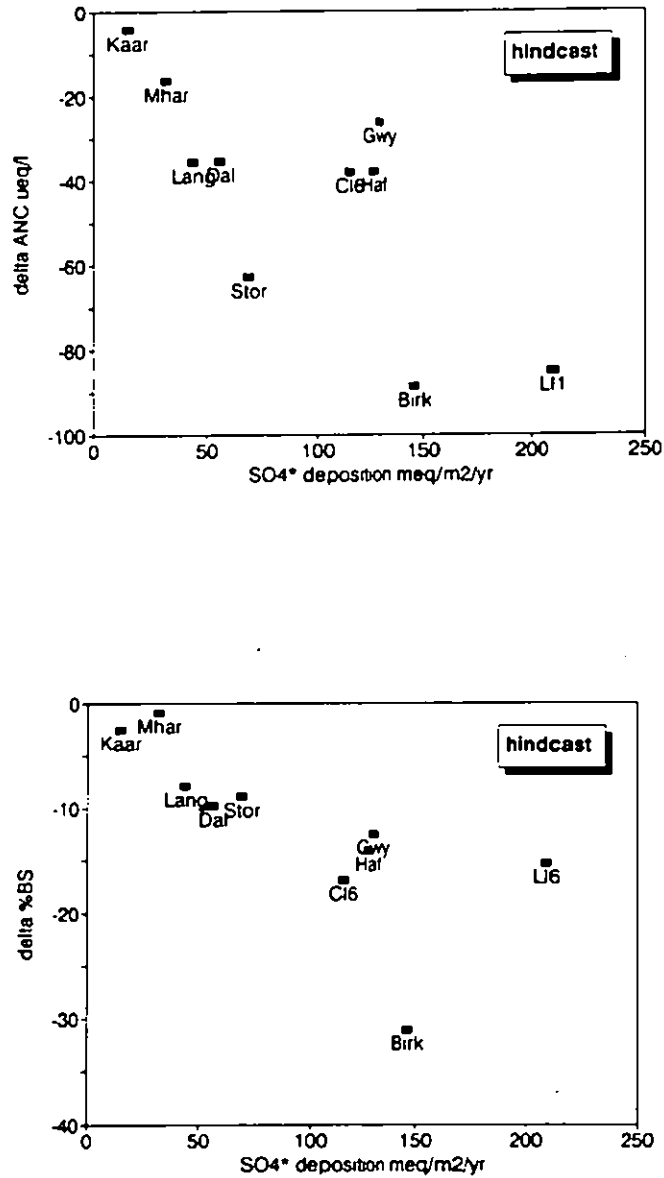 0
Kaar
hindcast
Mhar
-20
Gwy
-40
Lang
Dal
Cl6
Haf
delta ANC ueq/l
-60
Stor
-80
Birk
Ll1
-100
0
50
100
150
200
250
SO4* deposition meq/m2/yr
0
Mhar
Kaar
hindcast
Lang
Stor
-10
Dal
Gwy
Haf
Cl6
Ll6
delta %BS
-20
-30
Birk
-40
0
50
100
150
200
250
SO4* deposition meq/m2/yr